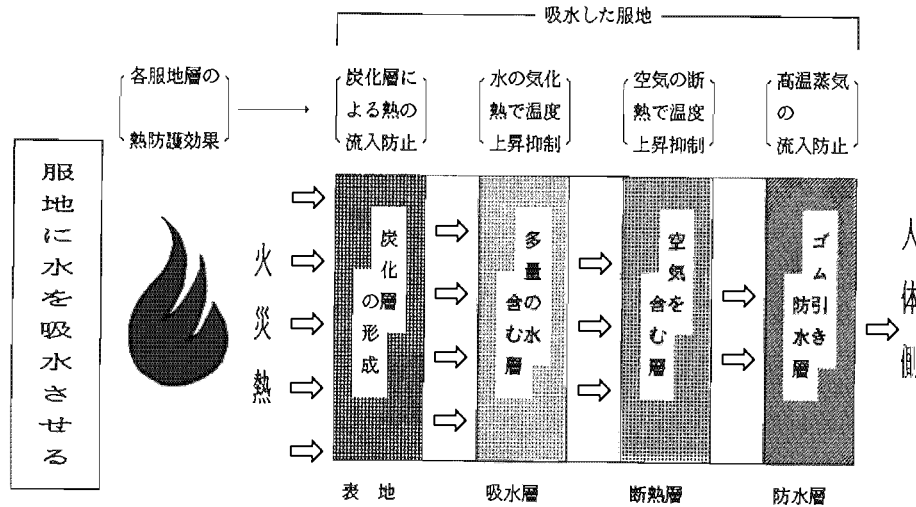 吸水した服地
各服地層の
熱防護効果
炭化層に
よる熱の
流入防止
水の気化
熱で温度
上昇抑制
空気の断
熱で温度
上昇抑制
高温蒸気
の
流入防止
服地に水を吸水させる
火災熱
炭化層
の形成
多量の水
含む層
空気を
含む層
ゴム引き
防水層
人体側
表 地
吸水層
断熱層
防水層